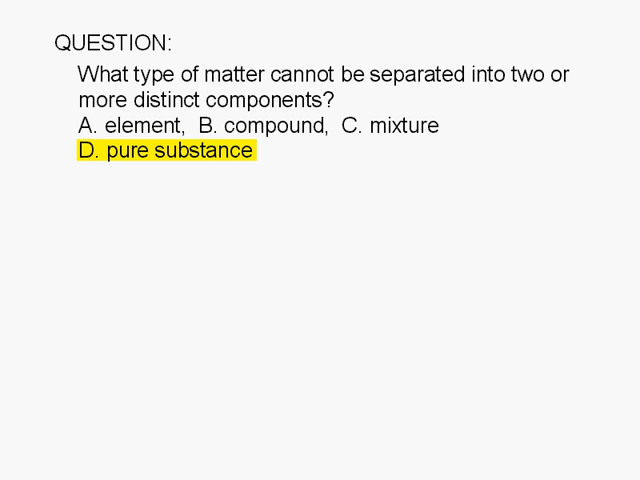 QUESTION:
What type of matter cannot be separated into two or
more distinct components?
A. element,  B. compound,  C. mixture
D. pure substance